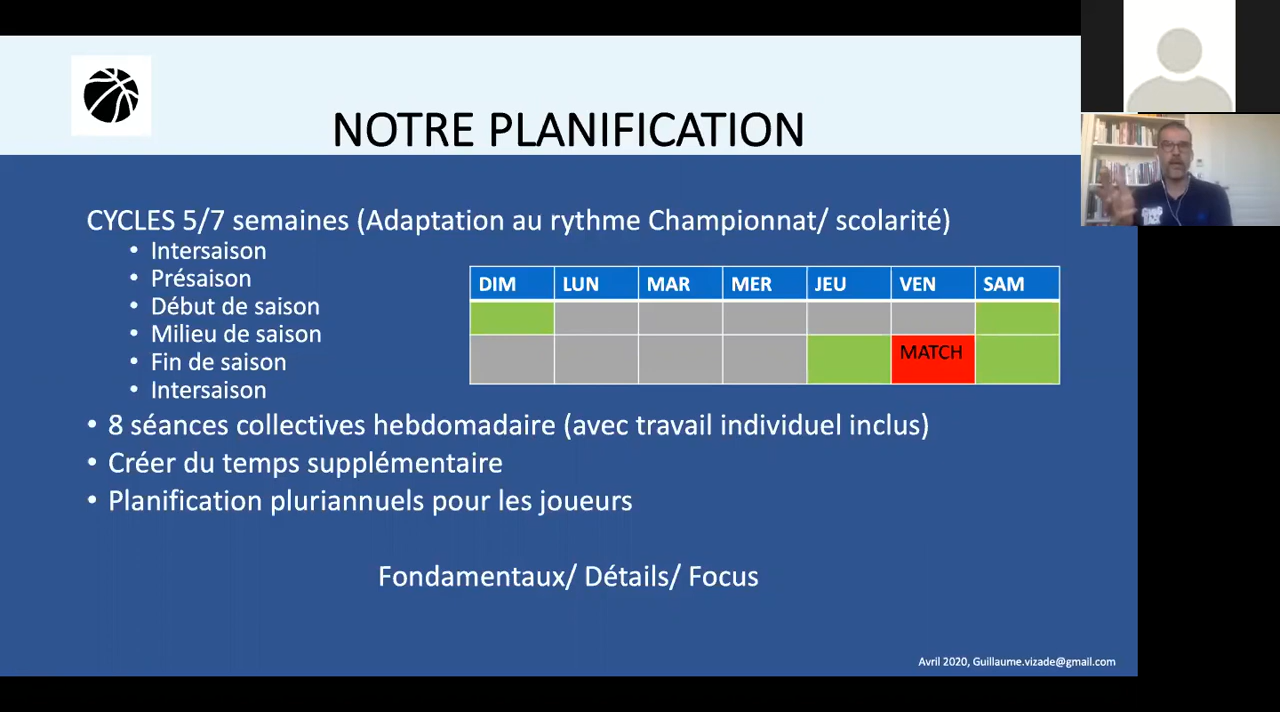 NOTRE PLANIFICATION
CYCLES 5/7 semaines (Adaptation au rythme Championnat/ scolarité)
• Intersaison
• Présaison
• Début de saison
• Milieu de saison
• Fin de saison
• Intersaison
DIM LUN MAR MER JEU VEN SAM
MATCH
• 8 séances collectives hebdomadaire (avec travail individuel inclus)
• Créer du temps supplémentaire
• Planification pluriannuels pour les joueurs
Fondamentaux/ Détails/ Focus
Avril 2020, Guillaume.vizade@gmail.com